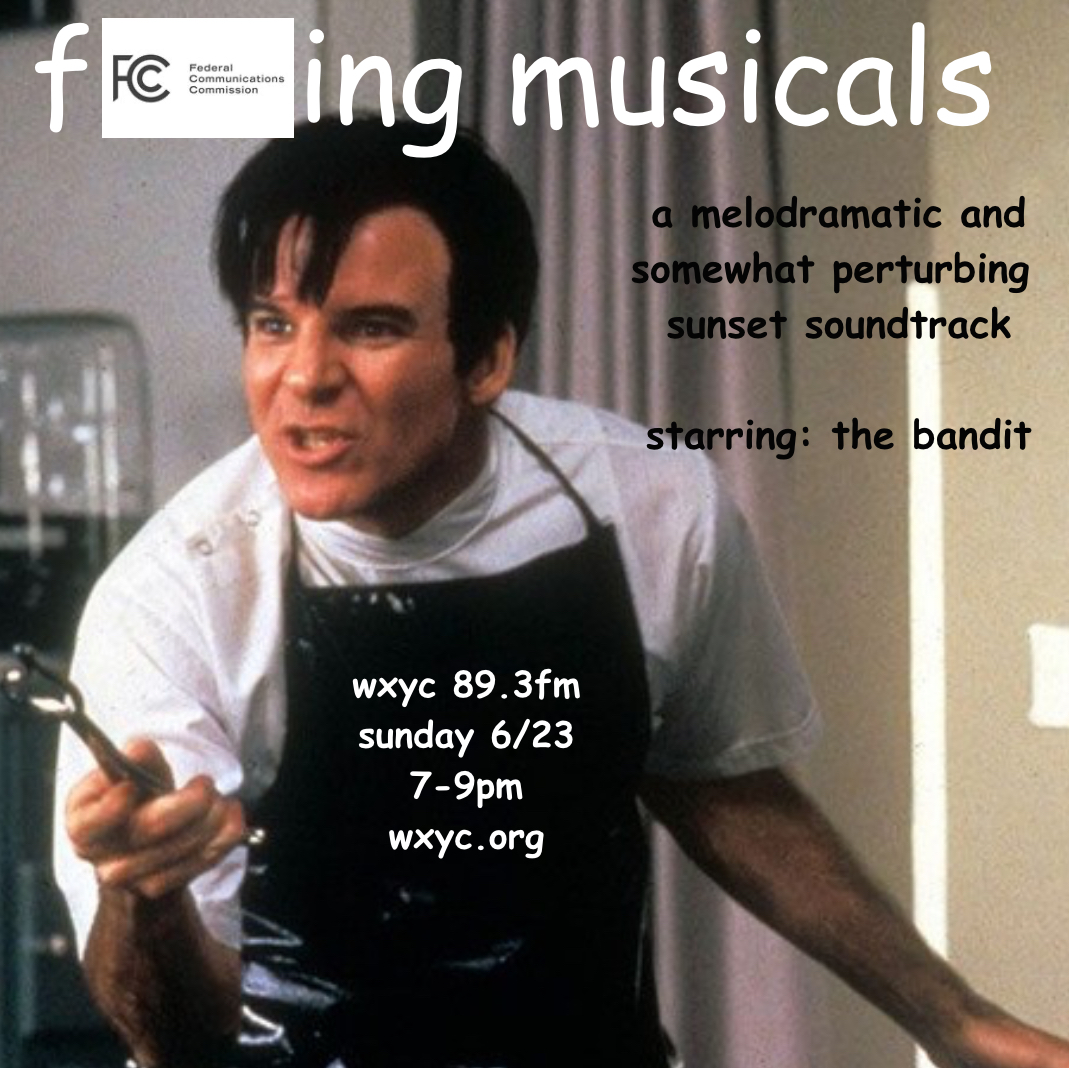 f FCC Federal Communications Commission ing musicals
a melodramatic and
somewhat perturbing
sunset soundtrack
starring: the bandit
wxyc 89.3fm
sunday 6/23
7-9pm
wxyc.org